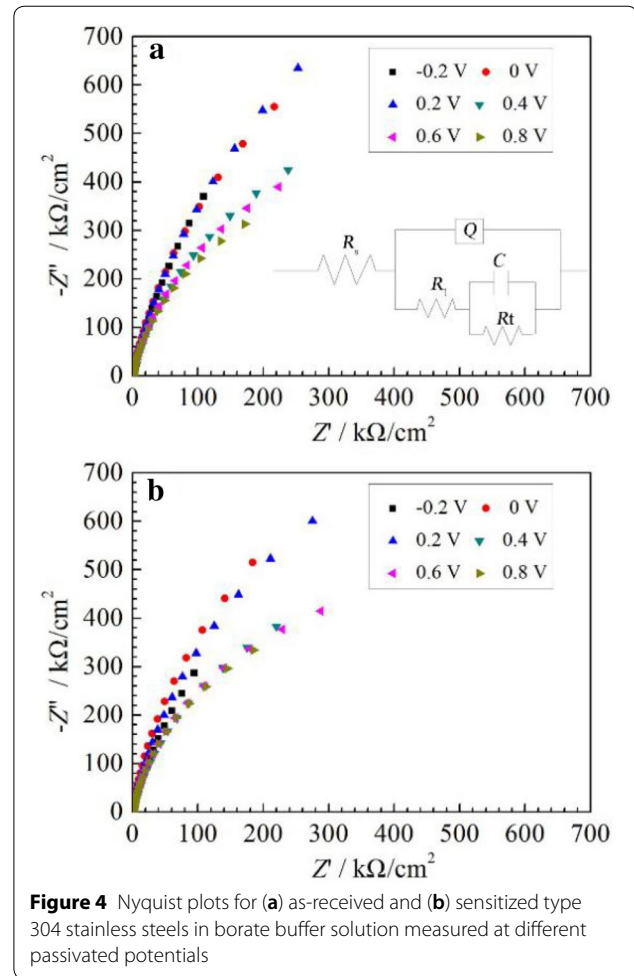 700
600
500
400
300
200
100
0
-Z″ / kΩ/cm²
a
-0.2 V 0 V
0.2 V 0.4 V
0.6 V 0.8 V
Rs
Q
R1
C
Rt
0 100 200 300 400 500 600 700
Z′ / kΩ/cm²
700
600
500
400
300
200
100
0
-Z″ / kΩ/cm²
b
-0.2 V 0 V
0.2 V 0.4 V
0.6 V 0.8 V
0 100 200 300 400 500 600 700
Z′ / kΩ/cm²
Figure 4 Nyquist plots for (a) as-received and (b) sensitized type
304 stainless steels in borate buffer solution measured at different
passivated potentials